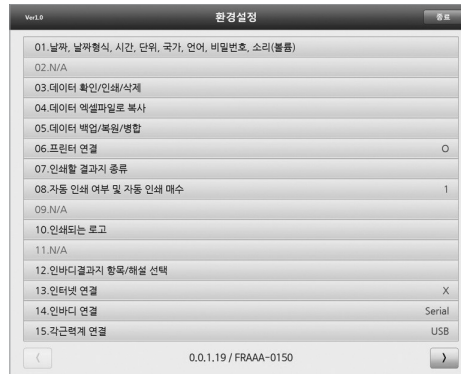 Ver1.0 환경설정 종료
01.날짜, 날짜형식, 시간, 단위, 국가, 언어, 비밀번호, 소리(볼륨)
02.N/A
03.데이터 확인/인쇄/삭제
04.데이터 엑셀파일로 복사
05.데이터 백업/복원/병합
06.프린터 연결 O
07.인쇄할 결과지 종류
08.자동 인쇄 여부 및 자동 인쇄 매수 1
09.N/A
10.인쇄되는 로고
11.N/A
12.인바디결과지 항목/해설 선택
13.인터넷 연결 X
14.인바디 연결 Serial
15.각근력계 연결 USB
0.0.1.19 / FRAAA-0150